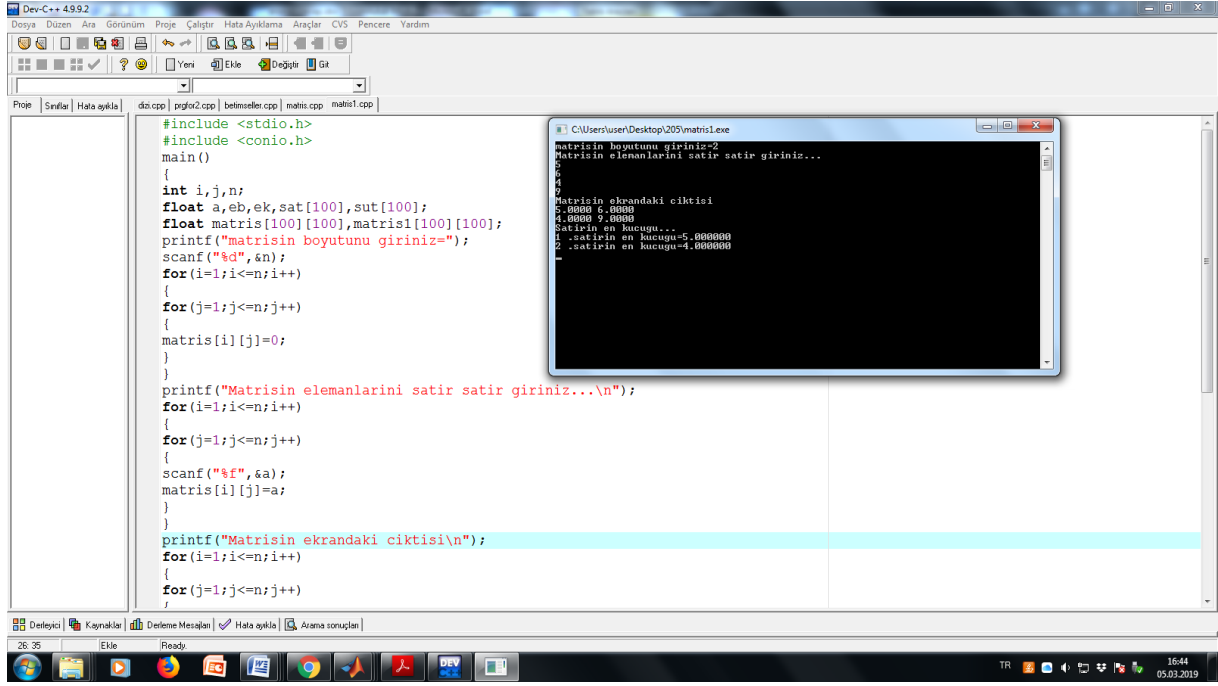 Dev-C++ 4.9.9.2
Dosya Düzen Ara Görünüm Proje Çalıştır Hata Ayıklama Araçlar CVS Pencere Yardım
Yeni Ekle Değiştir Git
Proje Sınıflar Hata ayıkla dizi.cpp prgfor2.cpp betimseller.cpp matris.cpp matris1.cpp
#include <stdio.h>
#include <conio.h>
main()
{
int i,j,n;
float a,eb,ek,sat[100],sut[100];
float matris[100][100],matris1[100][100];
printf("matrisin boyutunu giriniz=");
scanf("%d",&n);
for(i=1;i<=n;i++)
{
for(j=1;j<=n;j++)
{
matris[i][j]=0;
}
}
printf("Matrisin elemanlarini satir satir giriniz...\n");
for(i=1;i<=n;i++)
{
for(j=1;j<=n;j++)
{
scanf("%f",&a);
matris[i][j]=a;
}
}
printf("Matrisin ekrandaki ciktisi\n");
for(i=1;i<=n;i++)
{
for(j=1;j<=n;j++)
{
C:\Users\user\Desktop\205\matris1.exe
matrisin boyutunu giriniz=2
Matrisin elemanlarini satir satir giriniz...
5
6
4
9
Matrisin ekrandaki ciktisi
5.0000 6.0000
4.0000 9.0000
Satirin en kucugu...
1 .satirin en kucugu=5.000000
2 .satirin en kucugu=4.000000
Derleyici Kaynaklar Derleme Mesajları Hata ayıkla Arama sonuçları
26: 35 Ekle Ready.
DEV
TR
16:44
05.03.2019